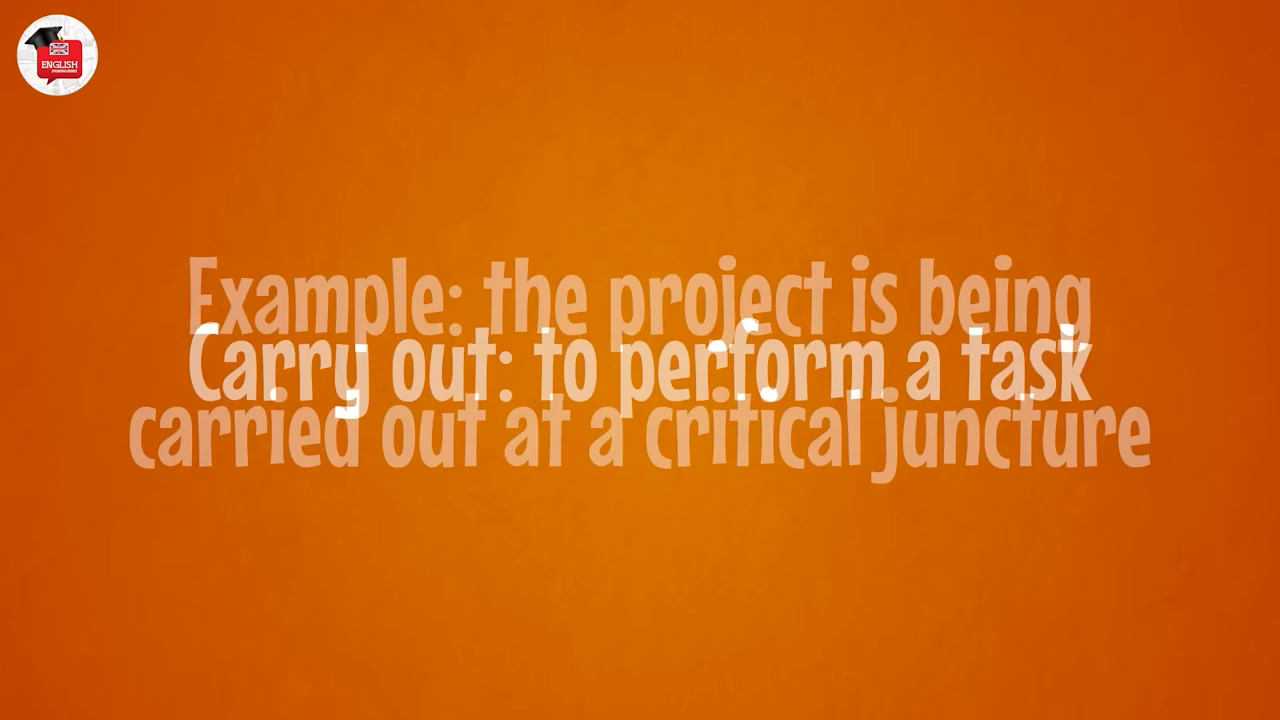 ENGLISH
Example: the project is being
Carry out: to perform a task
carried out at a critical juncture